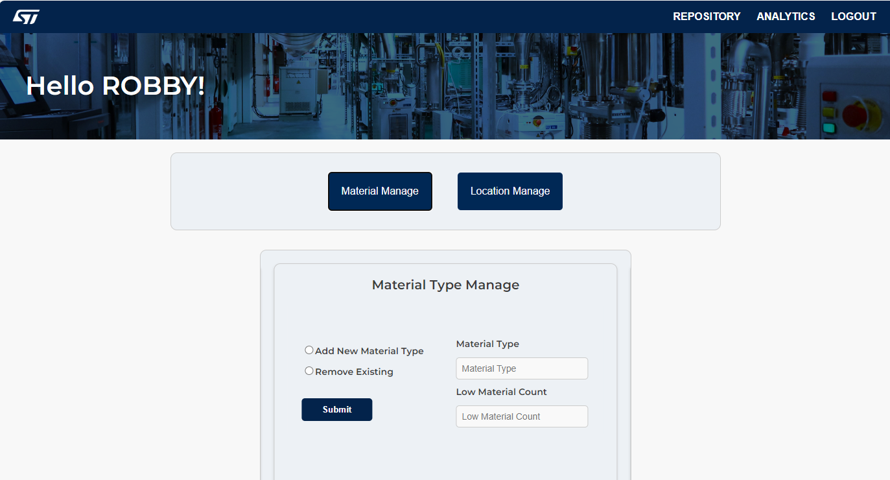 ST
REPOSITORY ANALYTICS LOGOUT
Hello ROBBY!
Material Manage Location Manage
Material Type Manage
Add New Material Type
Remove Existing
Submit
Material Type
Material Type
Low Material Count
Low Material Count